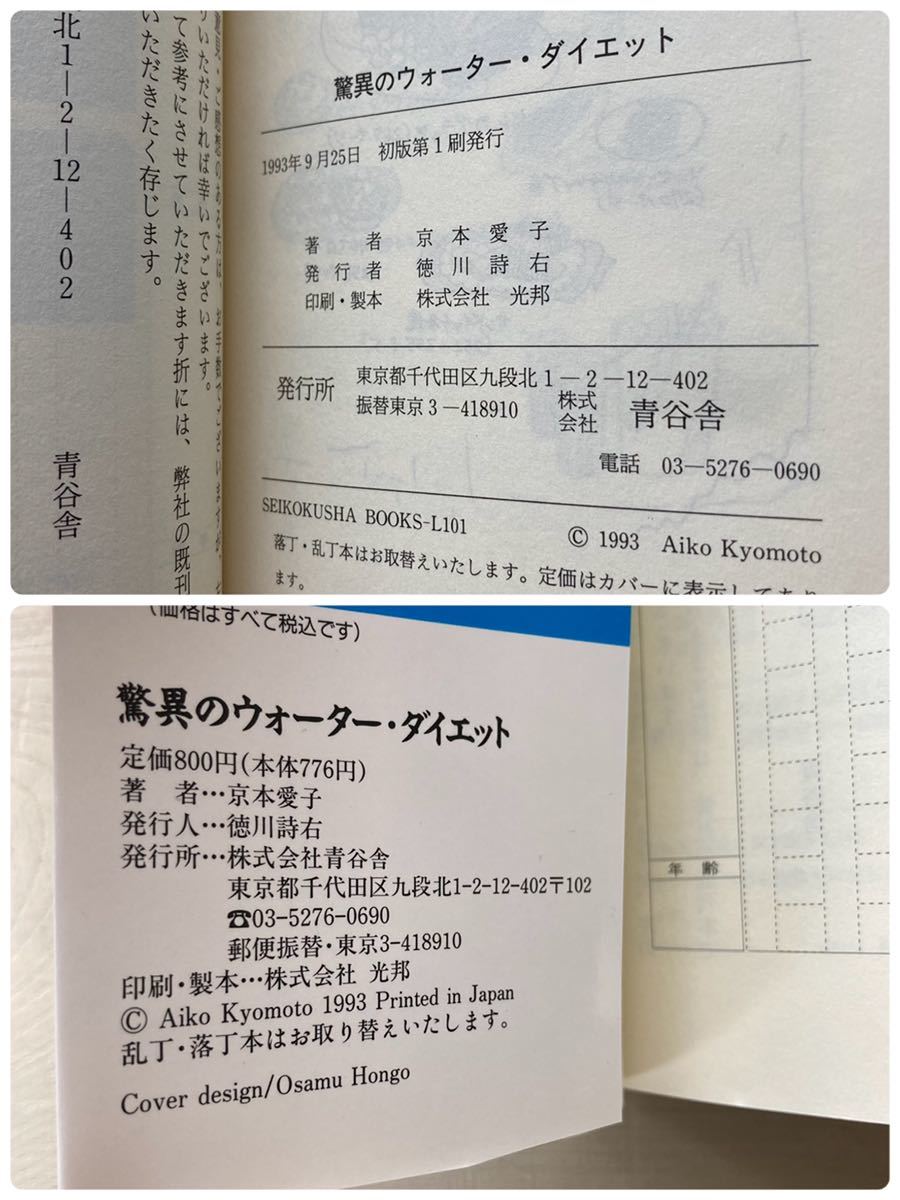 驚異のウォーター・ダイエット
1993年9月25日 初版第1刷発行
著者 京本愛子
発行者 徳川詩右
印刷・製本 株式会社 光邦
発行所 東京都千代田区九段北1－2－12－402
振替東京3－418910 株式会社 青谷舎
電話 03－5276－0690
SEIKOKUSHA BOOKS-L101
© 1993 Aiko Kyomoto
落丁・乱丁本はお取替えいたします。定価はカバーに表示してあり
ます。
りいただければ幸いでございます。
て参考にさせていただきます折には、弊社の既刊
いただきたく存じます。
北1―2―12―402
青谷舎
(価格はすべて税込です)
驚異のウォーター・ダイエット
定価800円(本体776円)
著 者…京本愛子
発行人…徳川詩右
発行所…株式会社青谷舎
東京都千代田区九段北1-2-12-402〒102
☎03-5276-0690
郵便振替・東京3-418910
印刷・製本…株式会社 光邦
© Aiko Kyomoto 1993 Printed in Japan
乱丁・落丁本はお取り替えいたします。
Cover design/Osamu Hongo
年齢